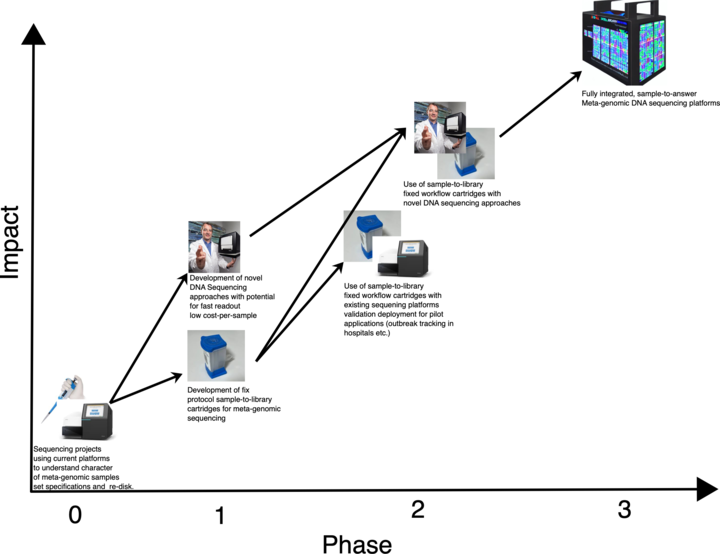 Fully integrated, sample-to-answer
Meta-genomic DNA sequencing platforms
Use of sample-to-library
fixed workflow cartridges with
novel DNA sequencing approaches
Impact
Development of novel
DNA Sequencing
approaches with potential
for fast readout
low cost-per-sample
Use of sample-to-library
fixed workflow cartridges with
existing sequening platforms
validation deployment for pilot
applications (outbreak tracking in
hospitals etc.)
Development of fix
protocol sample-to-library
cartridges for meta-genomic
sequencing
Sequencing projects
using current platforms
to understand character
of meta-genomic samples
set specifications and re-disk.
0
1
2
3
Phase